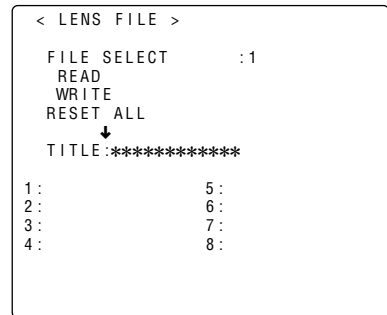 < LENS FILE >
FILE SELECT :1
READ
WRITE
RESET ALL
↓
TITLE:************
1: 5:
2: 6:
3: 7:
4: 8: